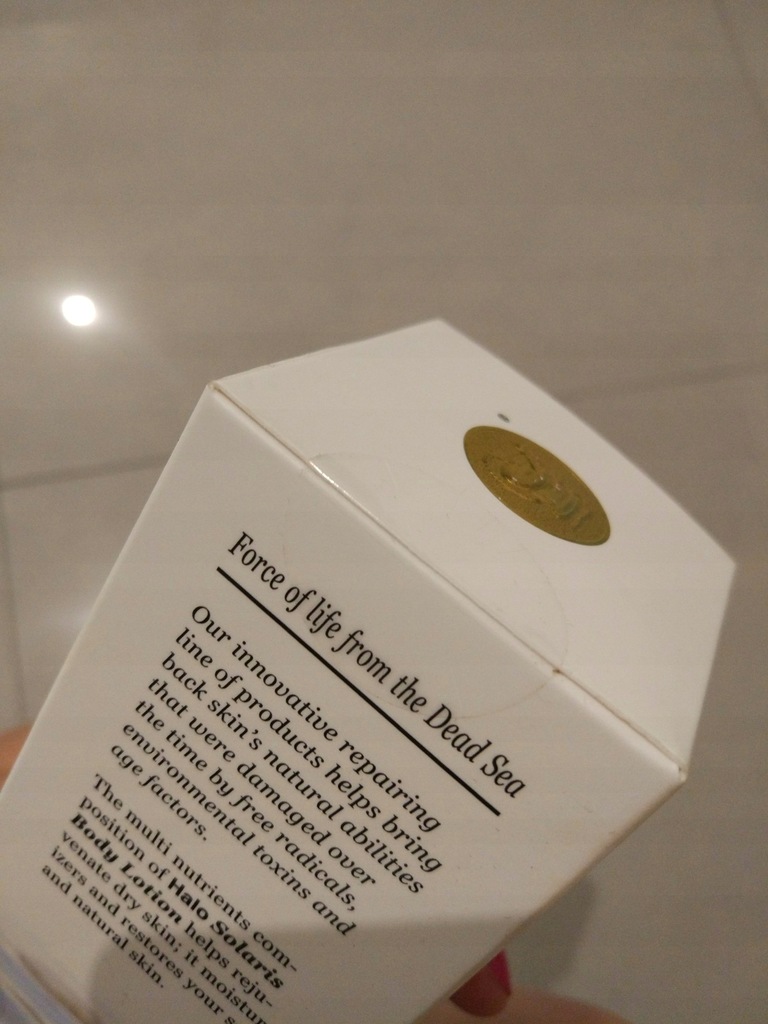 Force of life from the Dead Sea
Our innovative repairing
line of products helps bring
back skin's natural abilities
that were damaged over
the time by free radicals,
environmental toxins and
age factors.
The multi nutrients com-
position of Halo Solaris
Body Lotion helps reju-
venate dry skin; it moistur
izers and restores your s
and natural skin.